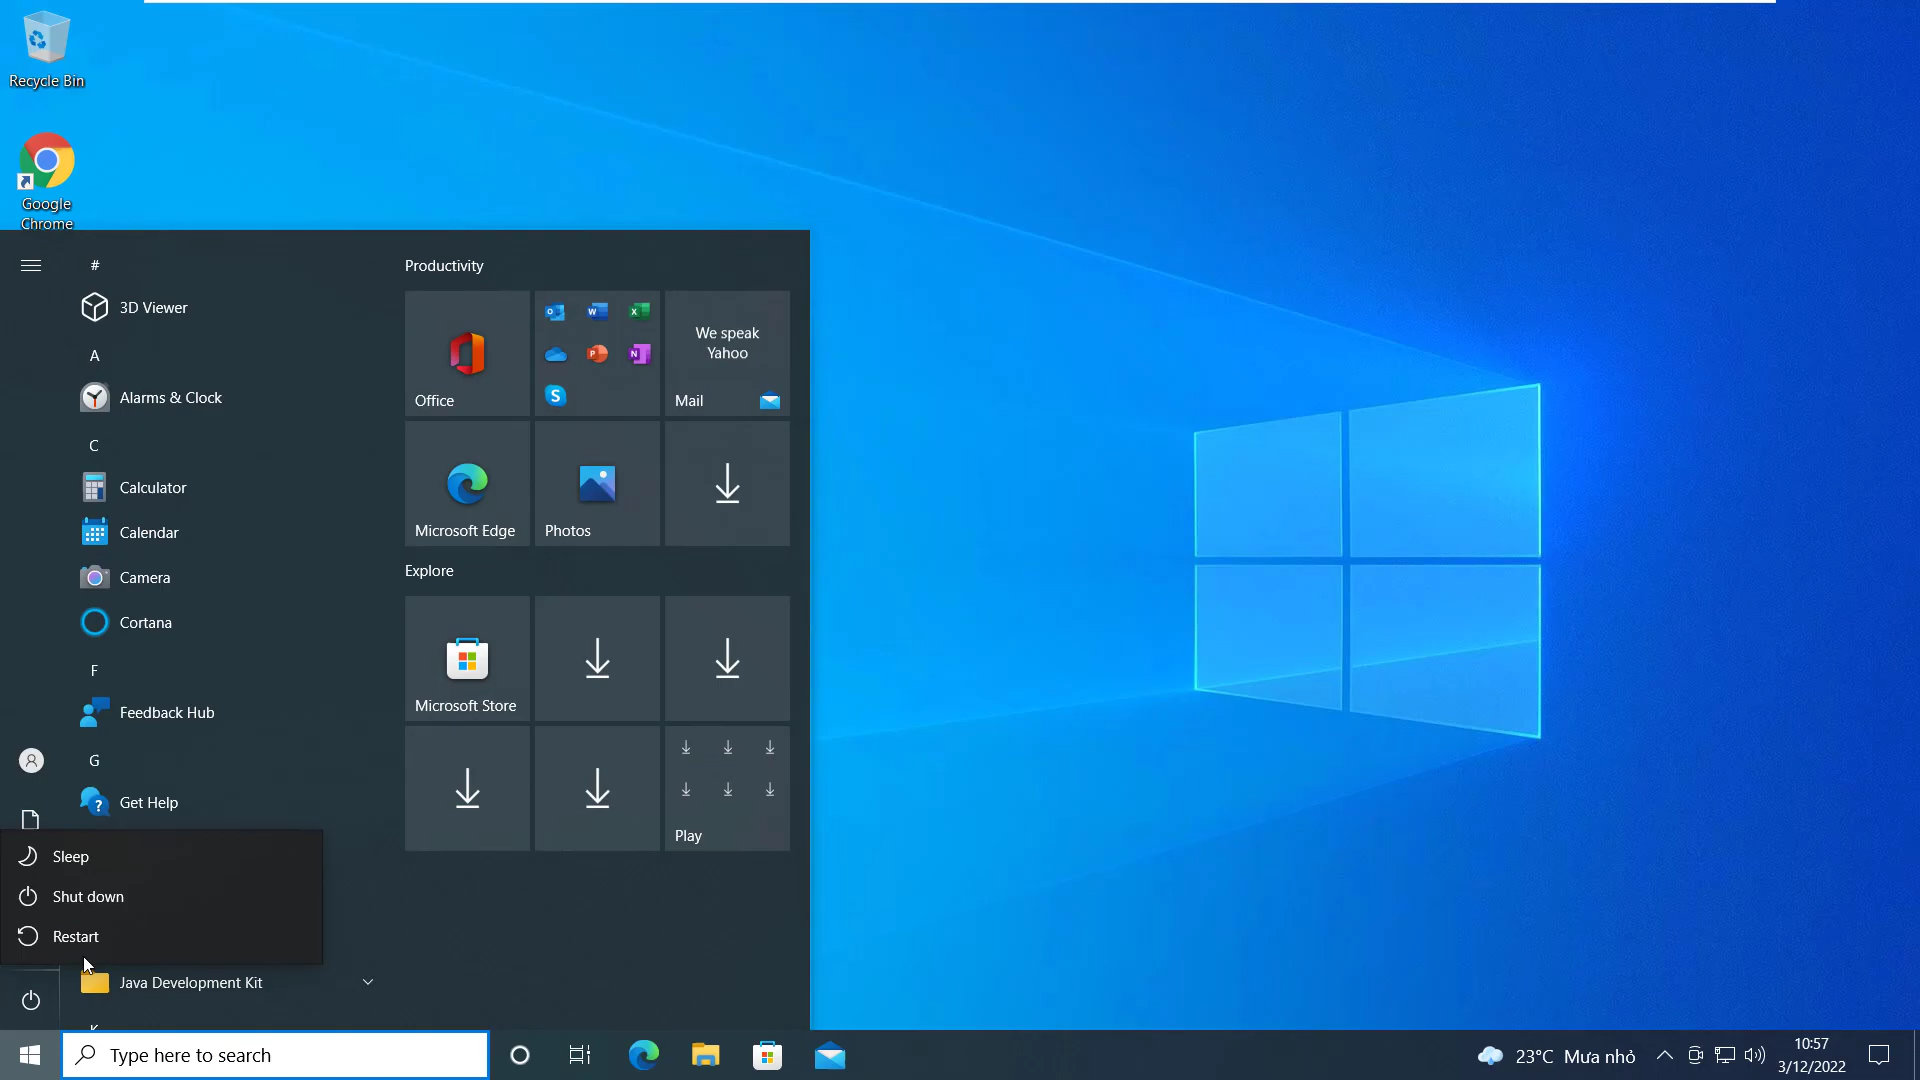 Recycle Bin
Google
Chrome
#
3D Viewer
A
Alarms & Clock
C
Calculator
Calendar
Camera
Cortana
F
Feedback Hub
G
Get Help
Sleep
Shut down
Restart
Java Development Kit
K
Productivity
Office
We speak
Yahoo
Mail
Microsoft Edge
Photos
Explore
Microsoft Store
Play
Type here to search
23°C Mưa nhỏ
10:57
3/12/2022